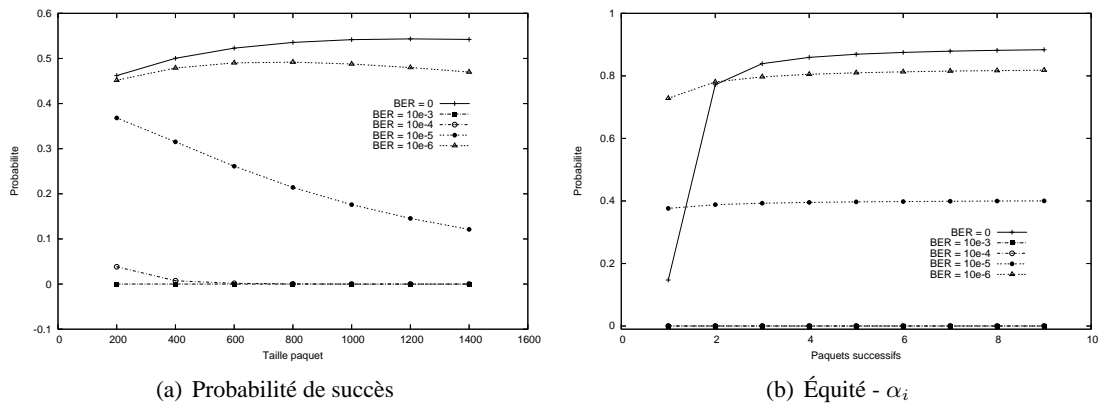 0.6
0.5
0.4
0.3
0.2
0.1
0
-0.1
Probabilite
0 200 400 600 800 1000 1200 1400 1600
Taille paquet
BER = 0
BER = 10e-3
BER = 10e-4
BER = 10e-5
BER = 10e-6
(a) Probabilité de succès
1
0.8
0.6
0.4
0.2
0
Probabilite
0 2 4 6 8 10
Paquets successifs
BER = 0
BER = 10e-3
BER = 10e-4
BER = 10e-5
BER = 10e-6
(b) Équité - αi